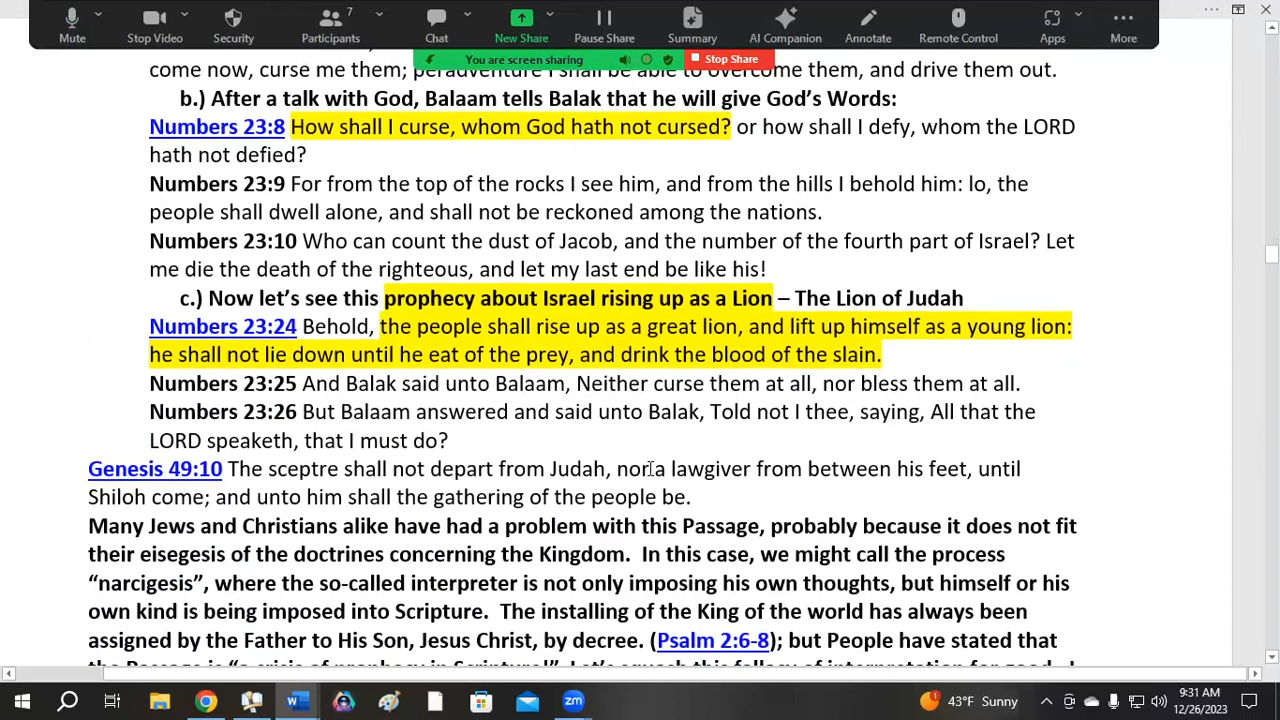 Mute
Stop Video
Security
7
Participants
Chat
New Share
Pause Share
Summary
AI Companion
Annotate
Remote Control
Apps
More
You are screen sharing
Stop Share
come now, curse me them; peradventure I shall be able to overcome them, and drive them out.
b.) After a talk with God, Balaam tells Balak that he will give God’s Words:
Numbers 23:8 How shall I curse, whom God hath not cursed? or how shall I defy, whom the LORD
hath not defied?
Numbers 23:9 For from the top of the rocks I see him, and from the hills I behold him: lo, the
people shall dwell alone, and shall not be reckoned among the nations.
Numbers 23:10 Who can count the dust of Jacob, and the number of the fourth part of Israel? Let
me die the death of the righteous, and let my last end be like his!
c.) Now let’s see this prophecy about Israel rising up as a Lion – The Lion of Judah
Numbers 23:24 Behold, the people shall rise up as a great lion, and lift up himself as a young lion:
he shall not lie down until he eat of the prey, and drink the blood of the slain.
Numbers 23:25 And Balak said unto Balaam, Neither curse them at all, nor bless them at all.
Numbers 23:26 But Balaam answered and said unto Balak, Told not I thee, saying, All that the
LORD speaketh, that I must do?
Genesis 49:10 The sceptre shall not depart from Judah, nor a lawgiver from between his feet, until
Shiloh come; and unto him shall the gathering of the people be.
Many Jews and Christians alike have had a problem with this Passage, probably because it does not fit
their eisegesis of the doctrines concerning the Kingdom. In this case, we might call the process
“narcigesis”, where the so-called interpreter is not only imposing his own thoughts, but himself or his
own kind is being imposed into Scripture. The installing of the King of the world has always been
assigned by the Father to His Son, Jesus Christ, by decree. (Psalm 2:6-8); but People have stated that
the Passage is “a crisis of prophecy in Scripture!” Let’s squash this fallacy of interpretation for good. I
43°F Sunny
9:31 AM
12/26/2023